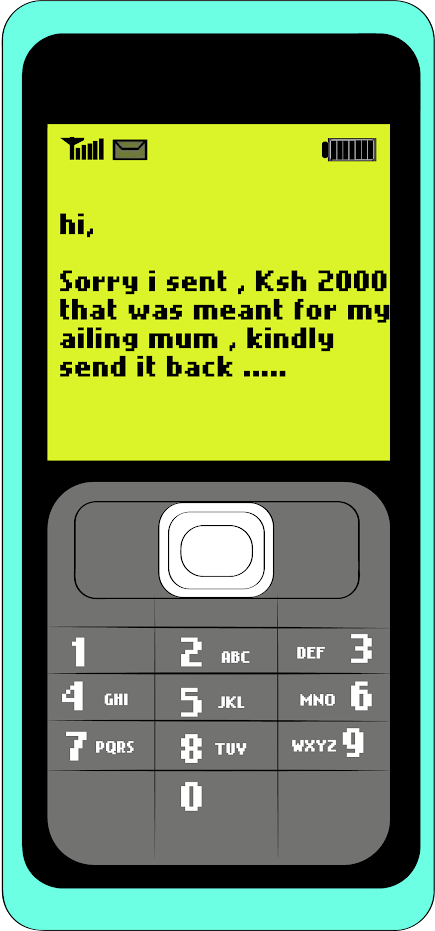 hi,
Sorry i sent , Ksh 2000
that was meant for my
ailing mum , kindly
send it back .....
1
2 ABC
DEF 3
4 GHI
5 JKL
MNO 6
7 PQRS
8 TUV
WXYZ 9
0